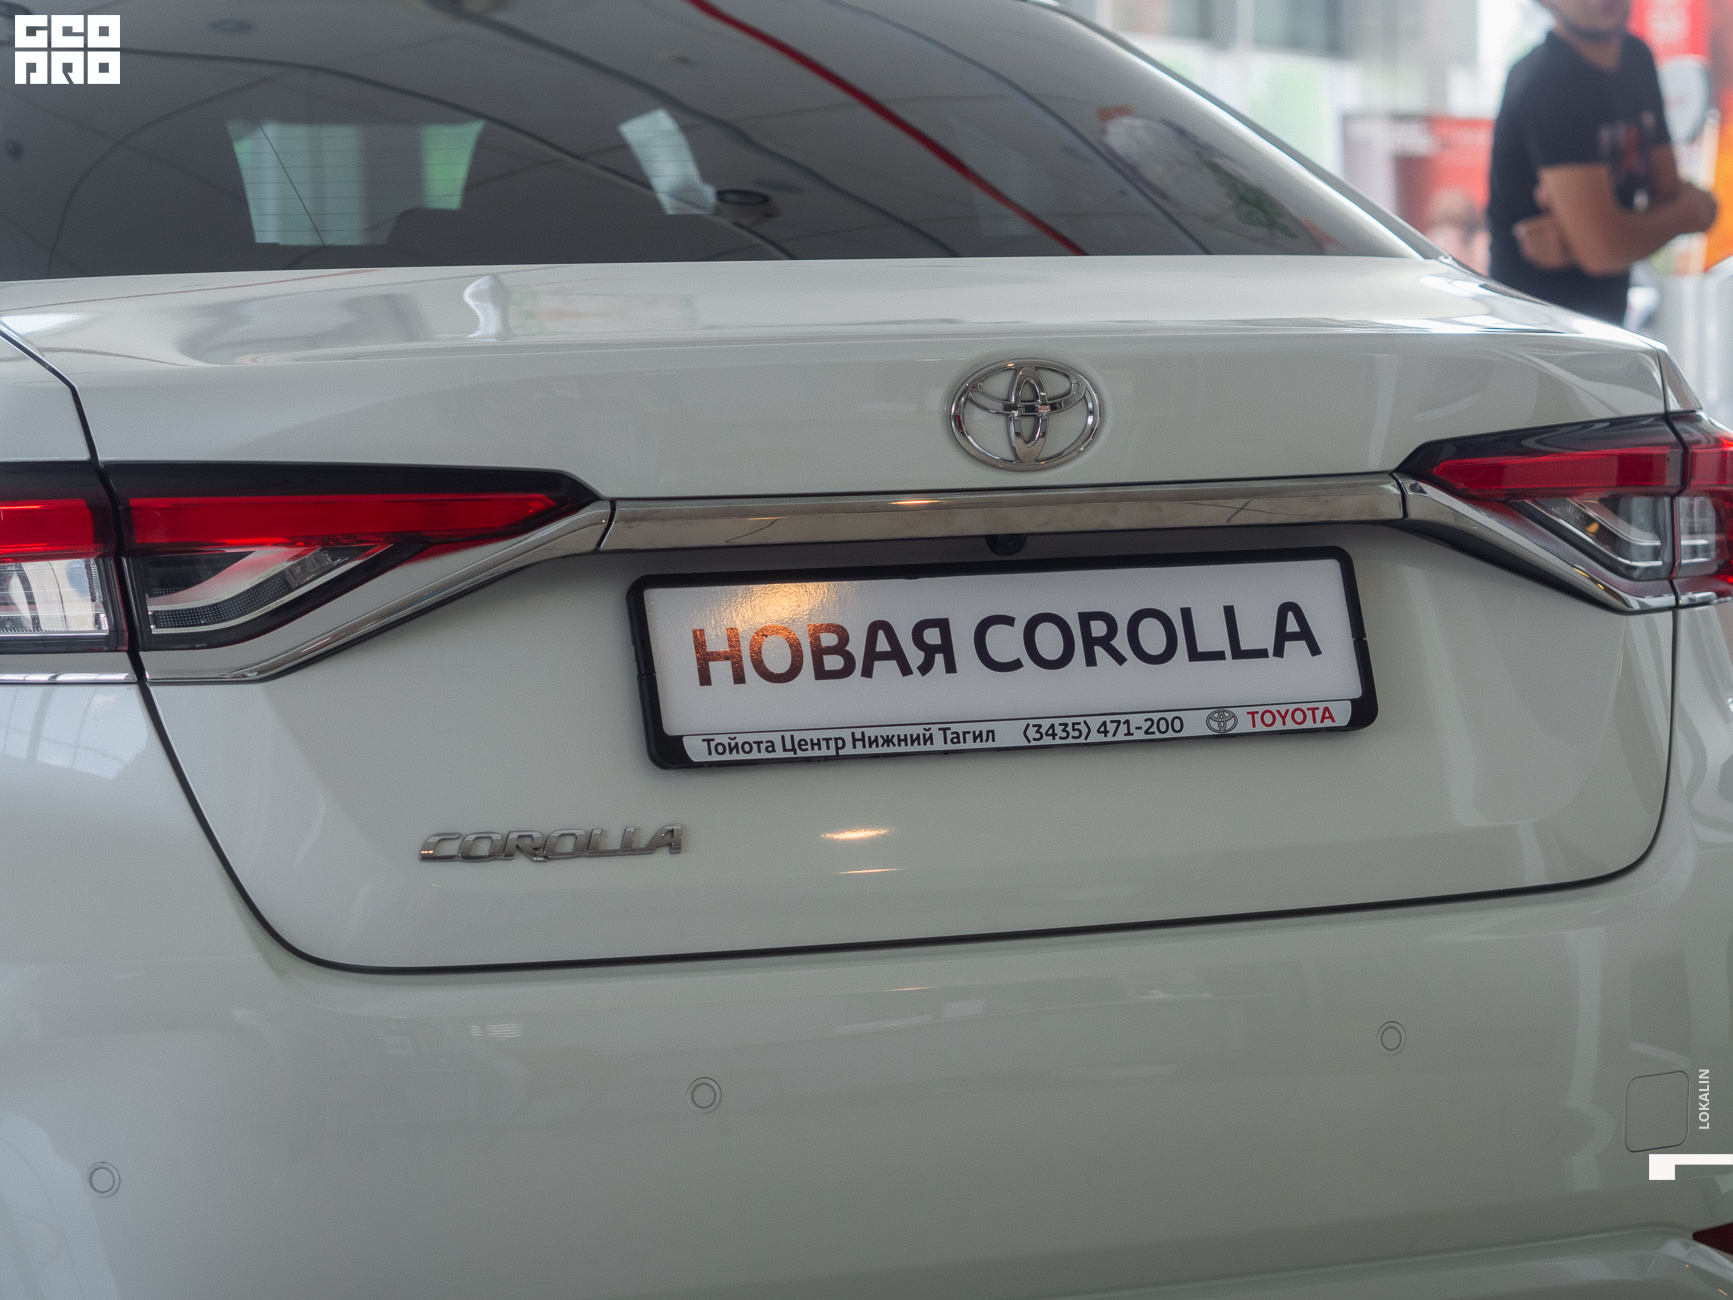 GEO
PRO
НОВАЯ COROLLA
Тойота Центр Нижний Тагил (3435) 471-200 TOYOTA
COROLLA
LOKALIN